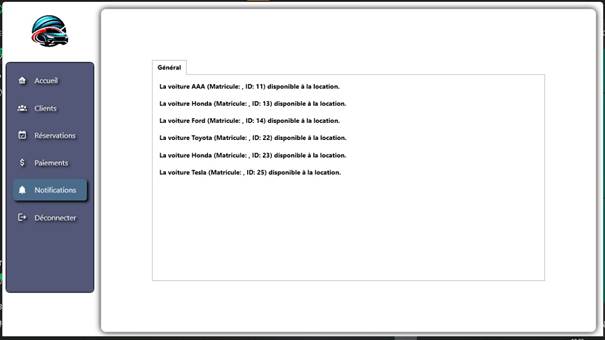 Accueil
Clients
Réservations
$ Paiements
Notifications
Déconnecter
Général
La voiture AAA (Matricule: , ID: 11) disponible à la location.
La voiture Honda (Matricule: , ID: 13) disponible à la location.
La voiture Ford (Matricule: , ID: 14) disponible à la location.
La voiture Toyota (Matricule: , ID: 22) disponible à la location.
La voiture Honda (Matricule: , ID: 23) disponible à la location.
La voiture Tesla (Matricule: , ID: 25) disponible à la location.